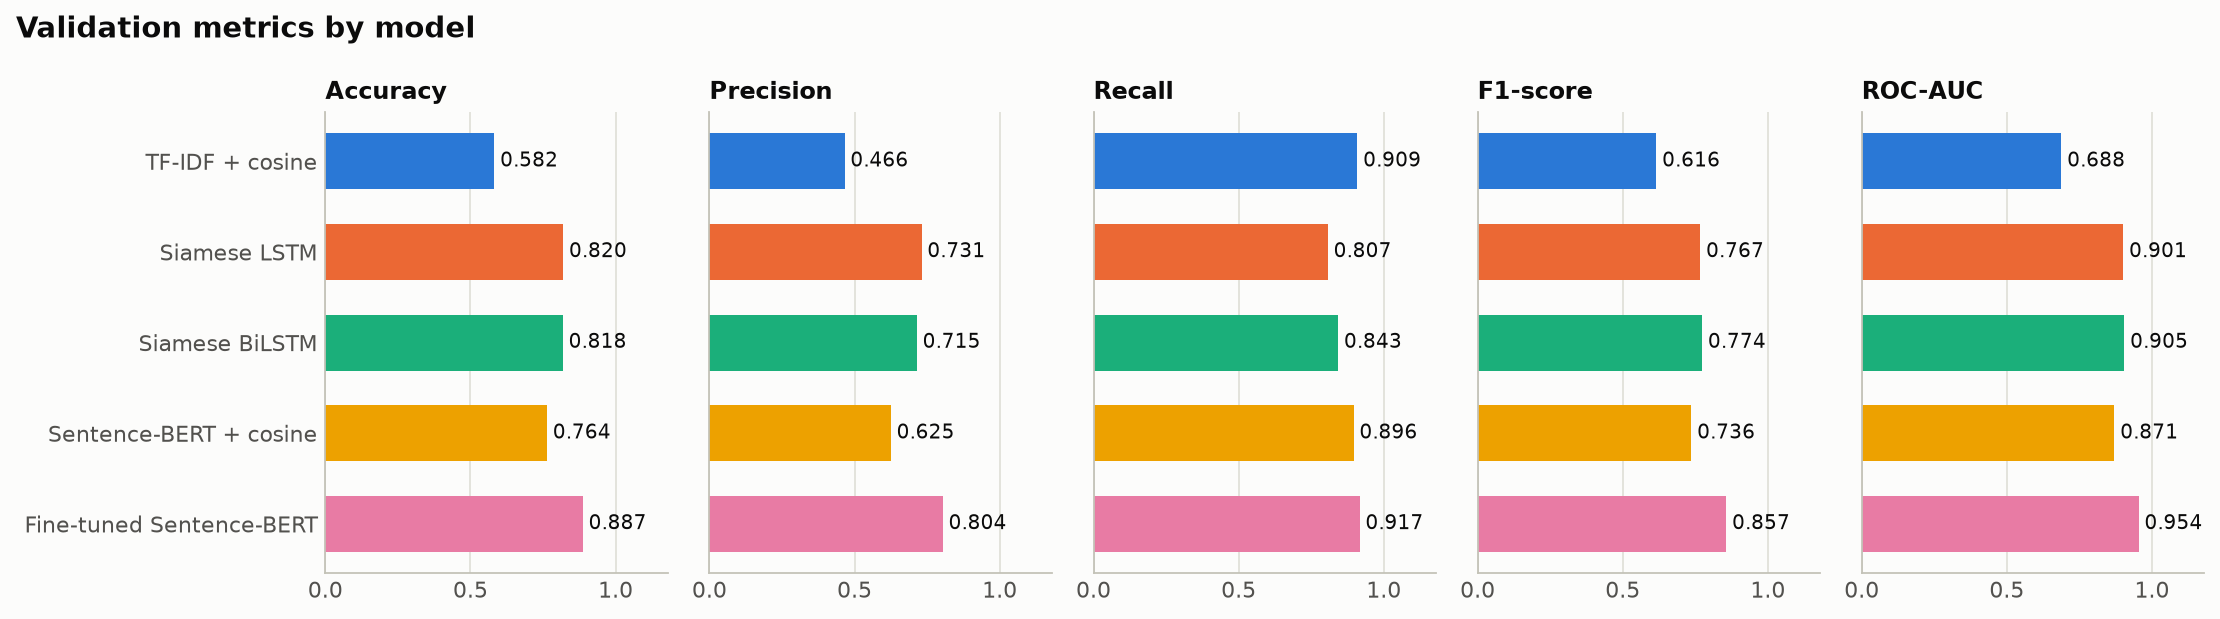 Validation metrics by model
Accuracy Precision Recall F1-score ROC-AUC
TF-IDF + cosine 0.582 0.466 0.909 0.616 0.688
Siamese LSTM 0.820 0.731 0.807 0.767 0.901
Siamese BiLSTM 0.818 0.715 0.843 0.774 0.905
Sentence-BERT + cosine 0.764 0.625 0.896 0.736 0.871
Fine-tuned Sentence-BERT 0.887 0.804 0.917 0.857 0.954
0.0 0.5 1.0 0.0 0.5 1.0 0.0 0.5 1.0 0.0 0.5 1.0 0.0 0.5 1.0